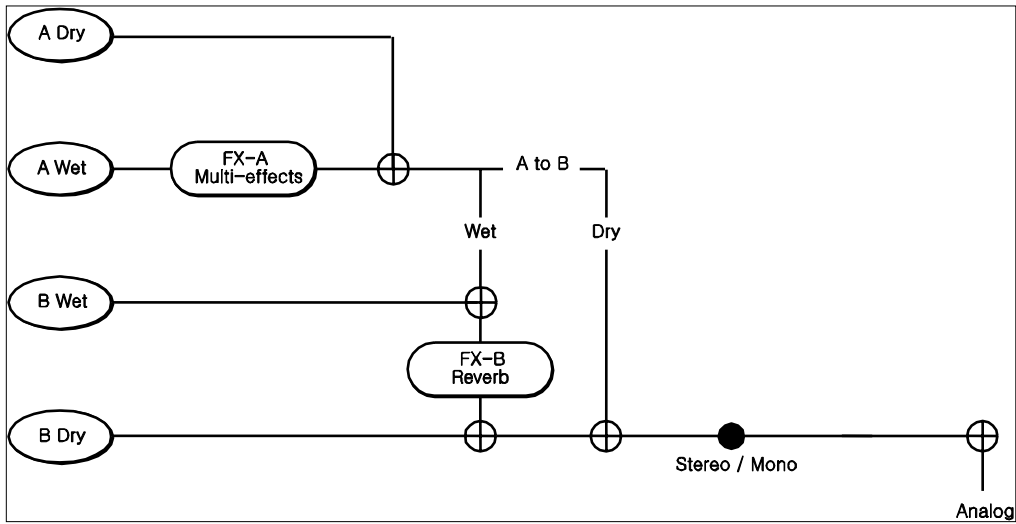 A Dry
A Wet
FX-A
Multi-effects
A to B
Wet
Dry
B Wet
FX-B
Reverb
B Dry
Stereo / Mono
Analog